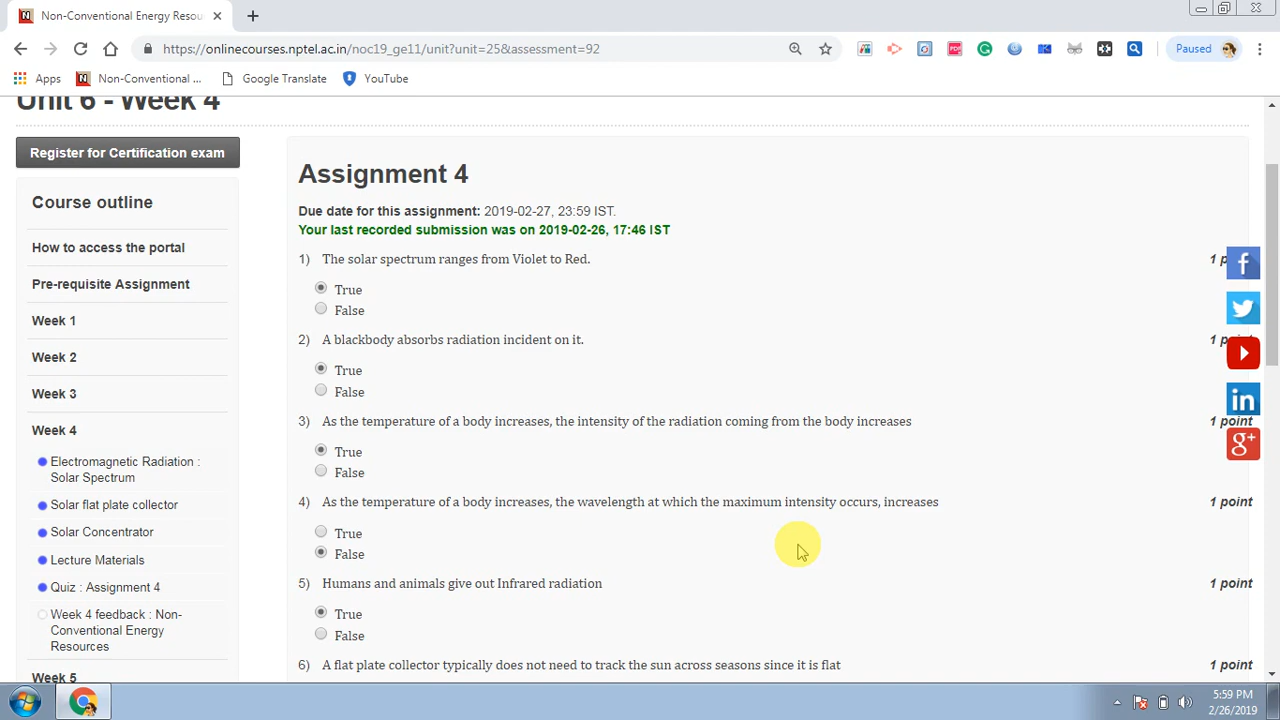 Non-Conventional Energy Resou
https://onlinecourses.nptel.ac.in/noc19_ge11/unit?unit=25&assessment=92
Paused
Apps
Non-Conventional ...
Google Translate
YouTube
Unit 6 - Week 4
Register for Certification exam
Course outline
How to access the portal
Pre-requisite Assignment
Week 1
Week 2
Week 3
Week 4
Electromagnetic Radiation :
Solar Spectrum
Solar flat plate collector
Solar Concentrator
Lecture Materials
Quiz : Assignment 4
Week 4 feedback : Non-
Conventional Energy
Resources
Week 5
Assignment 4
Due date for this assignment: 2019-02-27, 23:59 IST.
Your last recorded submission was on 2019-02-26, 17:46 IST
1) The solar spectrum ranges from Violet to Red. 1 p
True
False
2) A blackbody absorbs radiation incident on it. 1 po
True
False
3) As the temperature of a body increases, the intensity of the radiation coming from the body increases 1 point
True
False
4) As the temperature of a body increases, the wavelength at which the maximum intensity occurs, increases 1 point
True
False
5) Humans and animals give out Infrared radiation 1 point
True
False
6) A flat plate collector typically does not need to track the sun across seasons since it is flat 1 point
f
in
g+
PDF
5:59 PM
2/26/2019